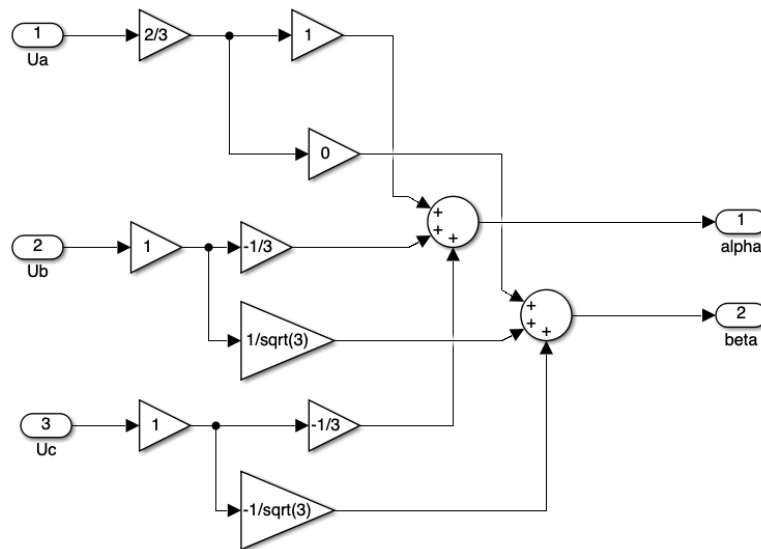 1
Ua
2/3
1
0
2
Ub
1
-1/3
1/sqrt(3)
3
Uc
1
-1/3
-1/sqrt(3)
+
+
+
+
+
+
1
alpha
2
beta